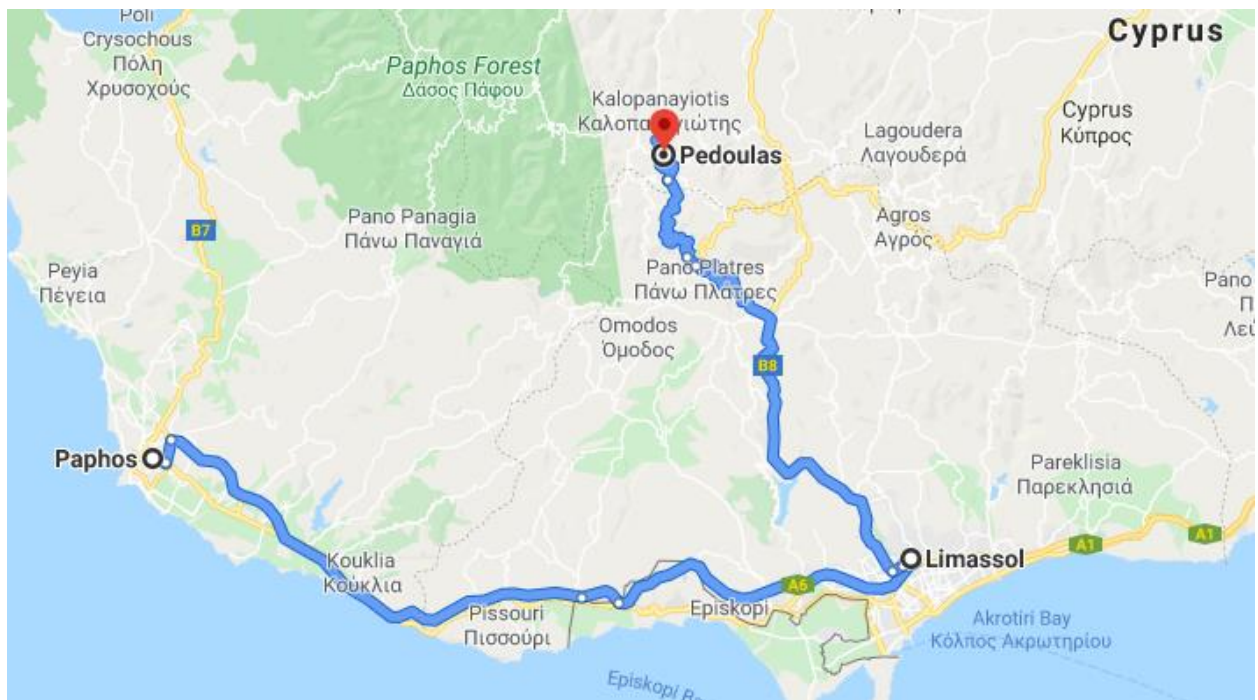 Poli
Crysochous
Πόλη
Χρυσοχούς
Paphos Forest
Δάσος Πάφου
Cyprus
Kalopanayiotis
Pedoulas
Lagoudera
Λαγουδερά
Cyprus
Κύπρος
B7
Pano Panagia
Πάνω Παναγιά
Agros
Αγρός
Peyia
Πέγεια
Pano Platres
Πάνω Πλάτρες
Pano
Omodos
Όμοδος
B8
Paphos
Pareklisia
Παρεκλησιά
Kouklia
Κούκλια
Limassol
A1
A1
A6
Pissouri
Πισσούρι
Episkopi
Akrotiri Bay
Κόλπος Ακρωτηρίου
Episkopi